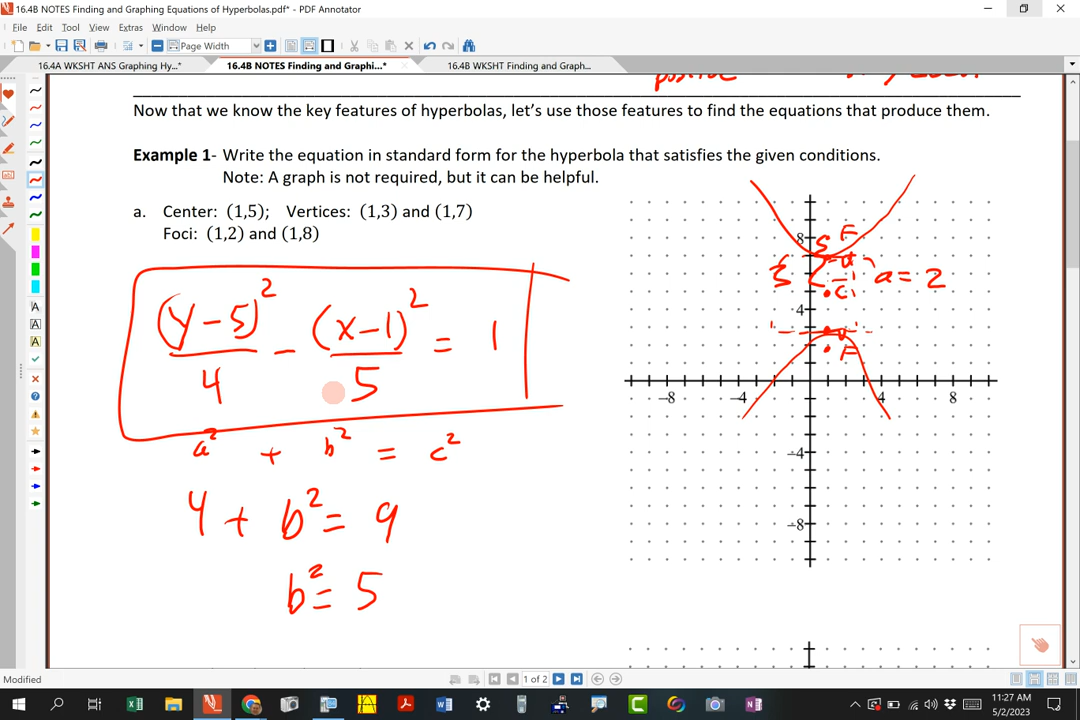 16.4B NOTES Finding and Graphing Equations of Hyperbolas.pdf* - PDF Annotator
File Edit Tool View Extras Window Help
Page Width
16.4A WKSHT ANS Graphing Hy...* 16.4B NOTES Finding and Graphi...* 16.4B WKSHT Finding and Graph...
positive
Now that we know the key features of hyperbolas, let's use those features to find the equations that produce them.
Example 1- Write the equation in standard form for the hyperbola that satisfies the given conditions.
Note: A graph is not required, but it can be helpful.
a. Center: (1,5); Vertices: (1,3) and (1,7)
Foci: (1,2) and (1,8)
(y-5)² / 4 - (x-1)² / 5 = 1
a² + b² = c²
4 + b² = 9
b² = 5
8 F
a = 2
4 C
F
-8 -4 4 8
-4
-8
Modified 1 of 2
11:27 AM
5/2/2023